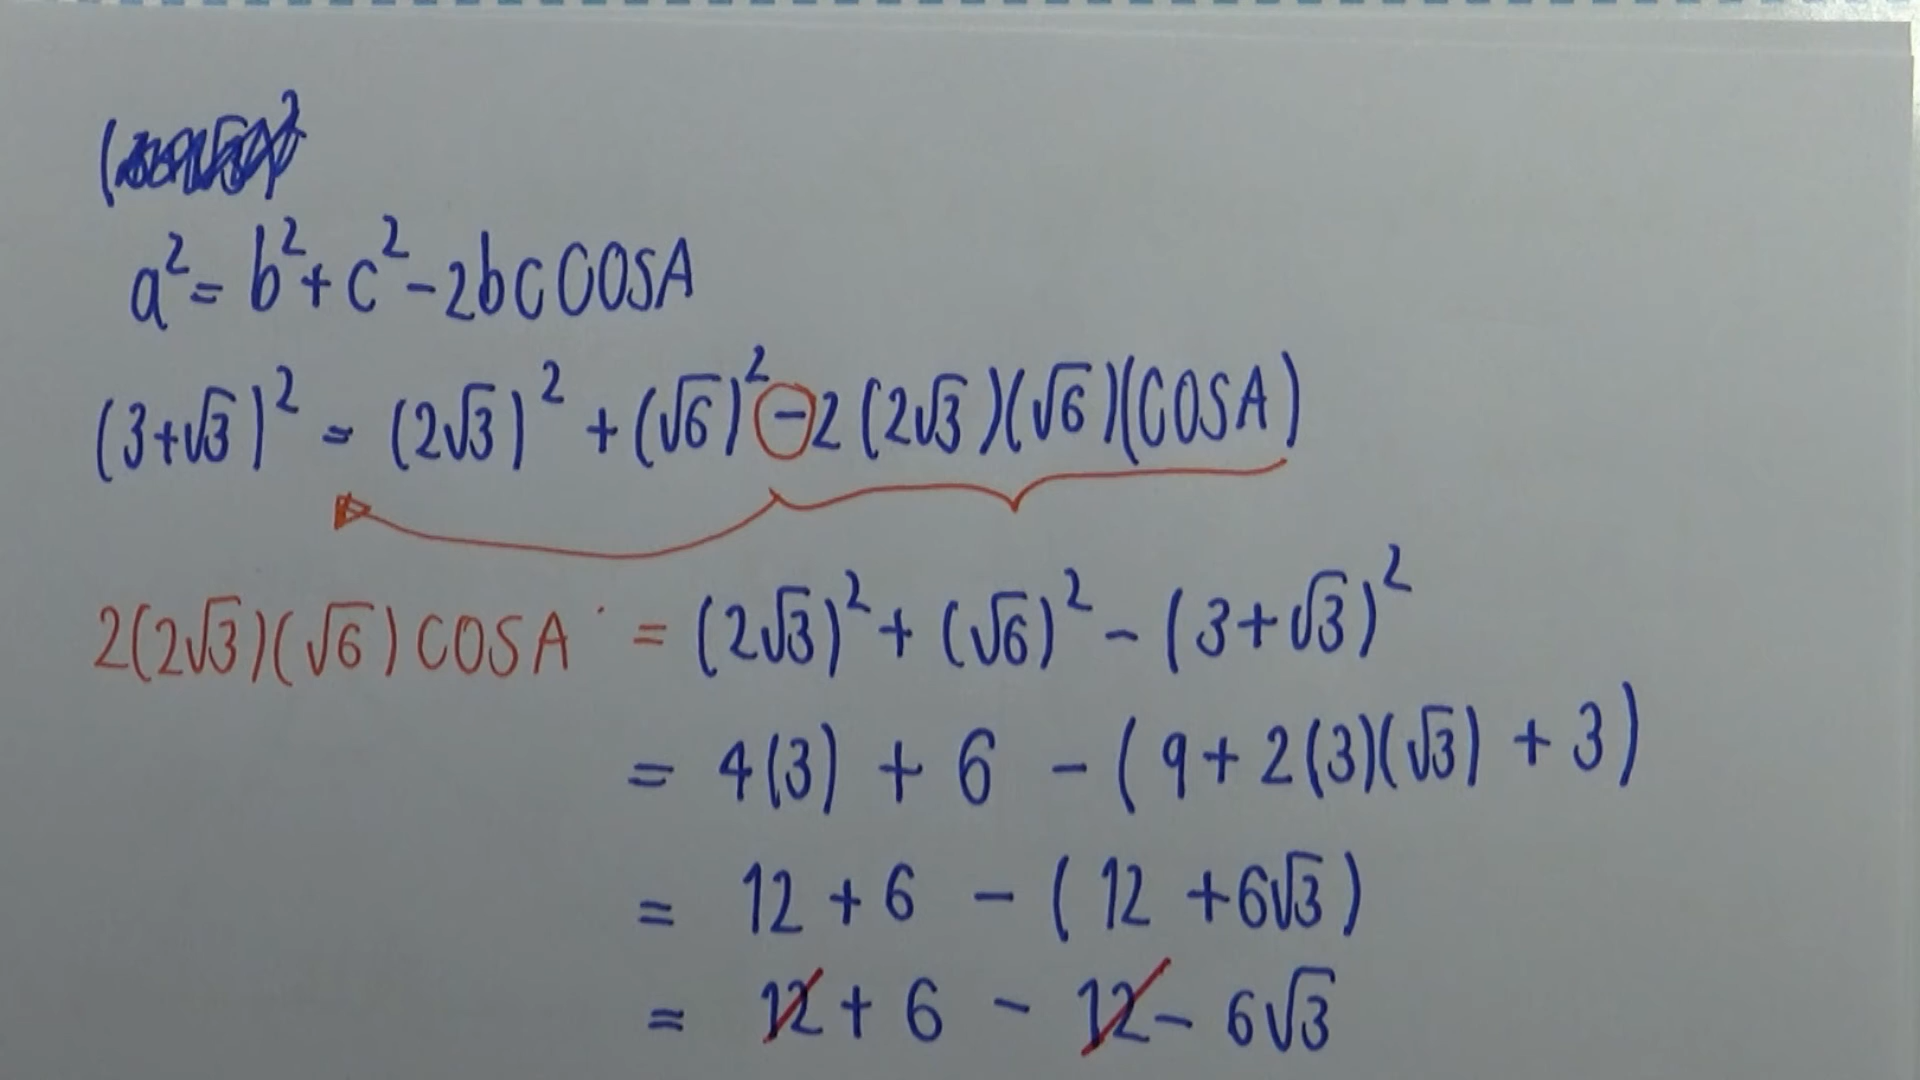 a² = b² + c² - 2bc COSA
(3+√3)² = (2√3)² + (√6)² - 2(2√3)(√6)(COSA)
2(2√3)(√6) COSA = (2√3)² + (√6)² - (3+√3)²
= 4(3) + 6 - (9 + 2(3)(√3) + 3)
= 12 + 6 - (12 + 6√3)
= 12 + 6 - 12 - 6√3